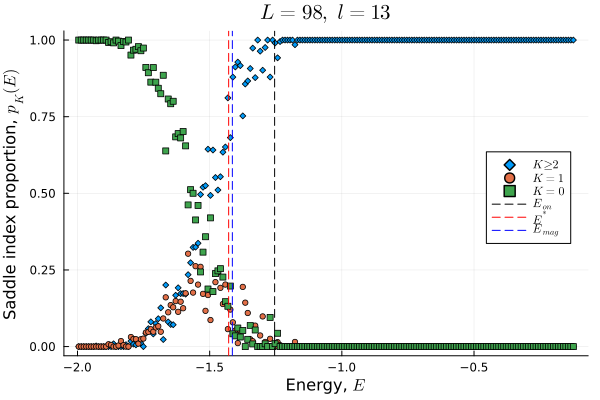 L = 98, l = 13
Saddle index proportion, p_K(E)
1.00
0.75
0.50
0.25
0.00
K≥2
K = 1
K = 0
E_on
E^*
E_mag
−2.0
−1.5
−1.0
−0.5
Energy, E